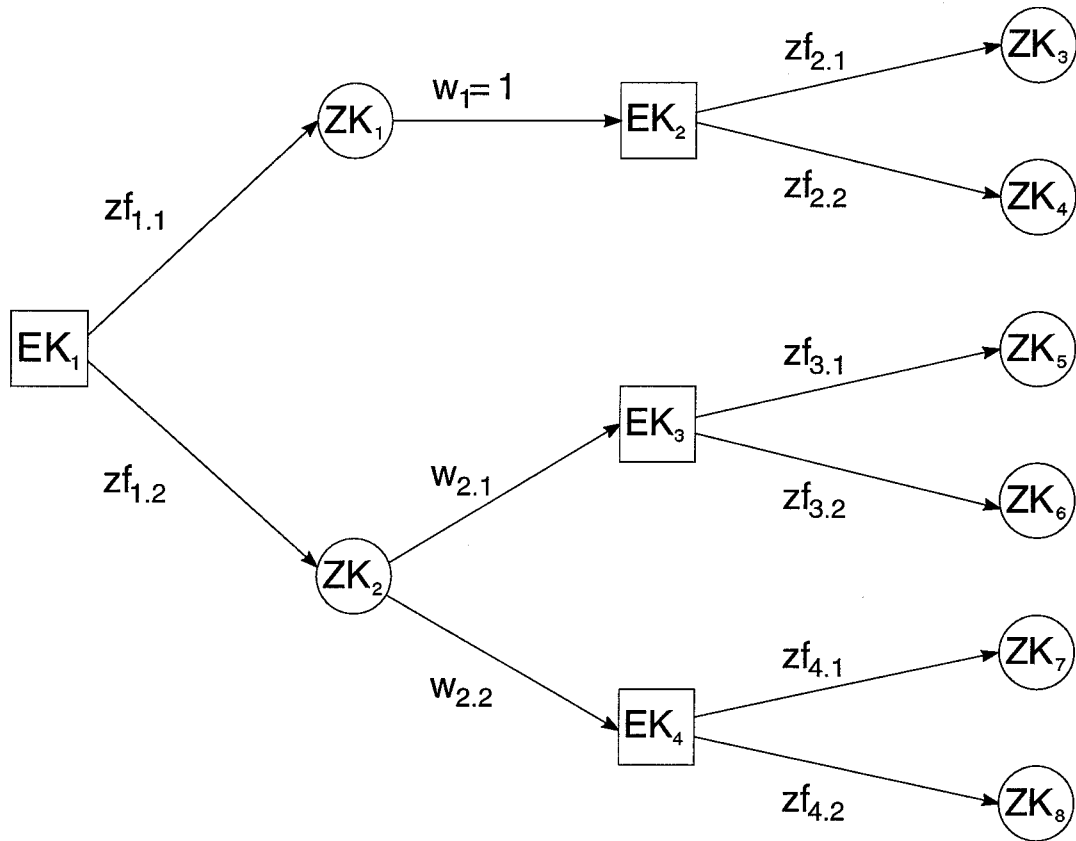 zf₂.₁
ZK₃
w₁= 1
ZK₁
EK₂
zf₂.₂
ZK₄
zf₁.₁
EK₁
zf₃.₁
ZK₅
EK₃
zf₁.₂
w₂.₁
zf₃.₂
ZK₆
ZK₂
zf₄.₁
ZK₇
w₂.₂
EK₄
zf₄.₂
ZK₈